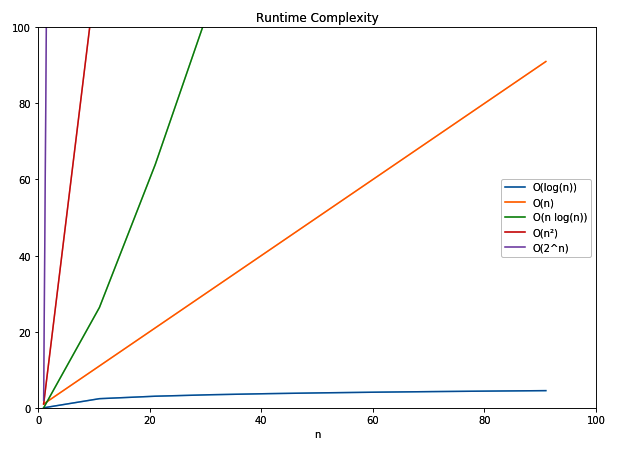 Runtime Complexity
100
80
60
40
20
0
O(log(n))
O(n)
O(n log(n))
O(n²)
O(2^n)
0 20 40 60 80 100
n